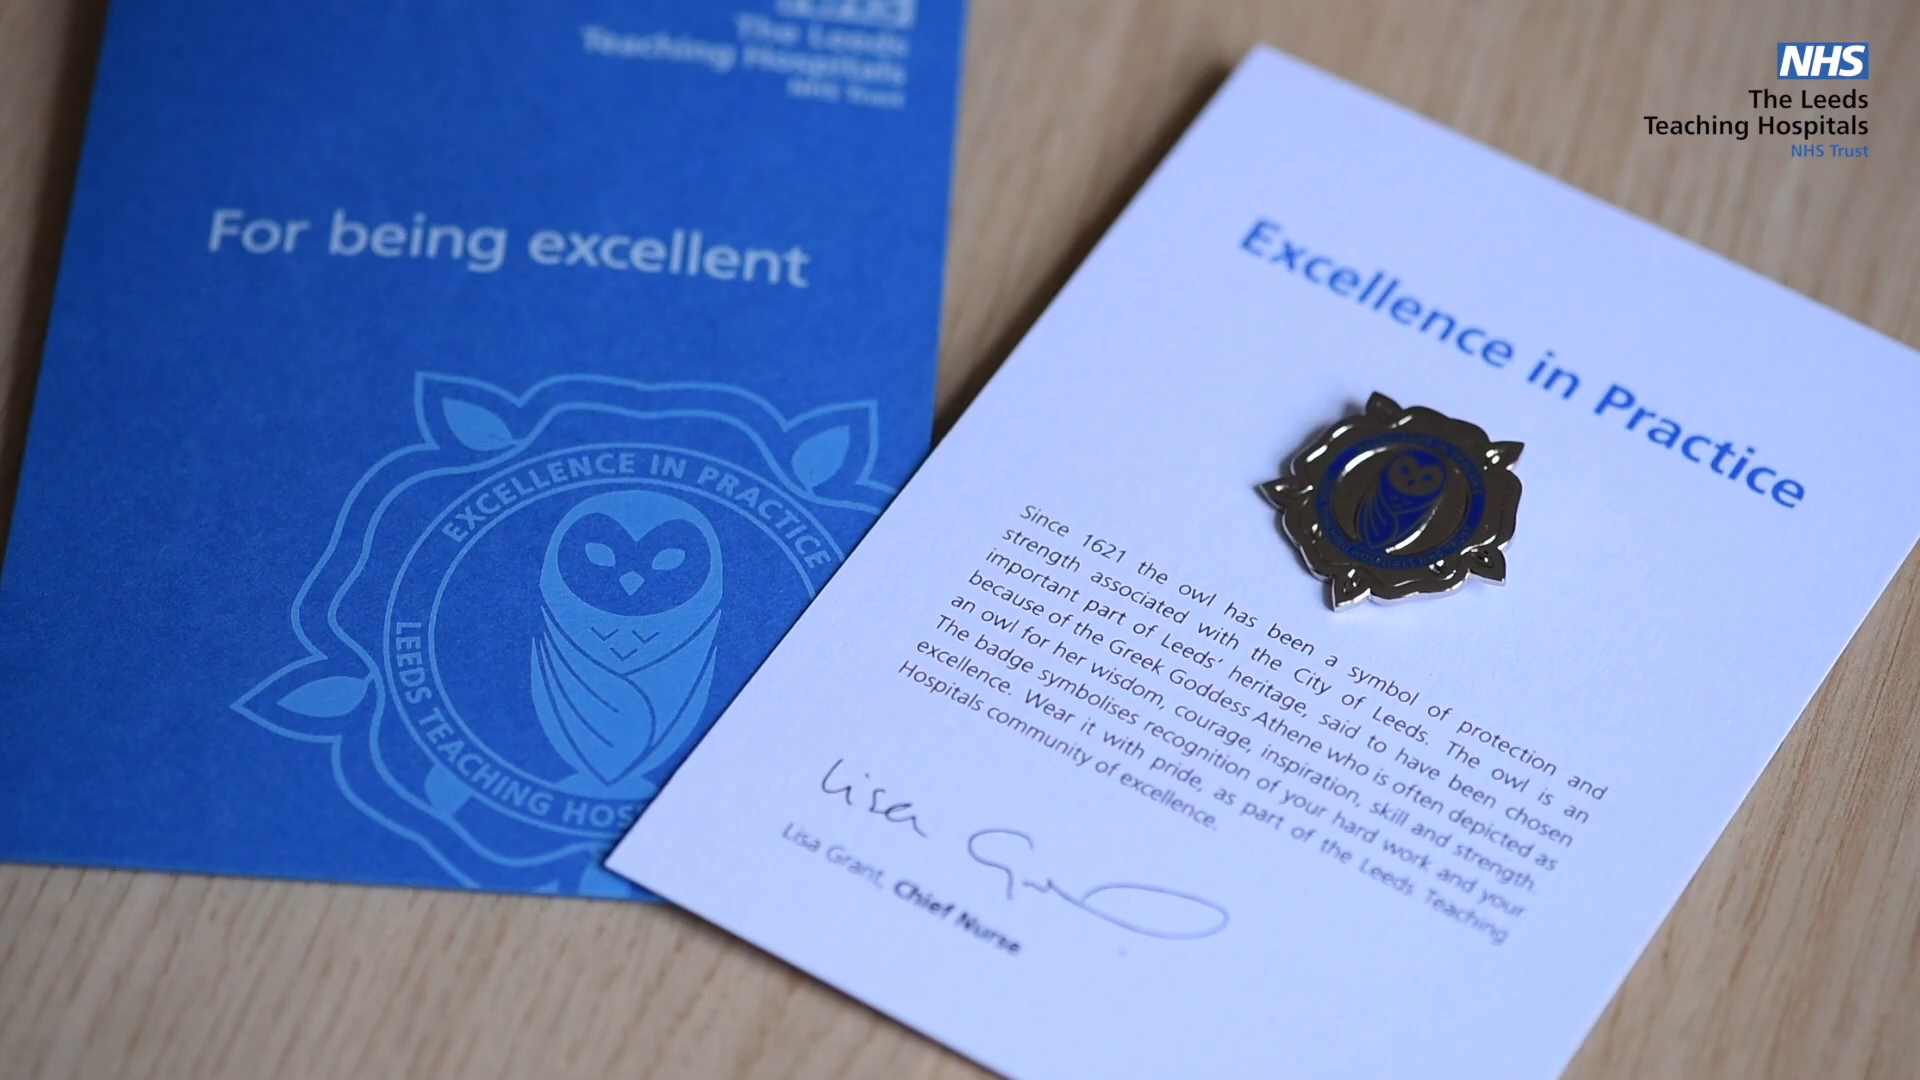 The Leeds
Teaching Hospitals
NHS Trust
For being excellent
EXCELLENCE IN PRACTICE
LEEDS TEACHING HOS
NHS
The Leeds
Teaching Hospitals
NHS Trust
Excellence in Practice
Since 1621 the owl has been a symbol of protection and
strength associated with the City of Leeds. The owl is an
important part of Leeds' heritage, said to have been chosen
because of the Greek Goddess Athene who is often depicted as
an owl for her wisdom, courage, inspiration, skill and strength.
The badge symbolises recognition of your hard work and your
excellence. Wear it with pride, as part of the Leeds Teaching
Hospitals community of excellence.
Lisa Grant
Lisa Grant, Chief Nurse